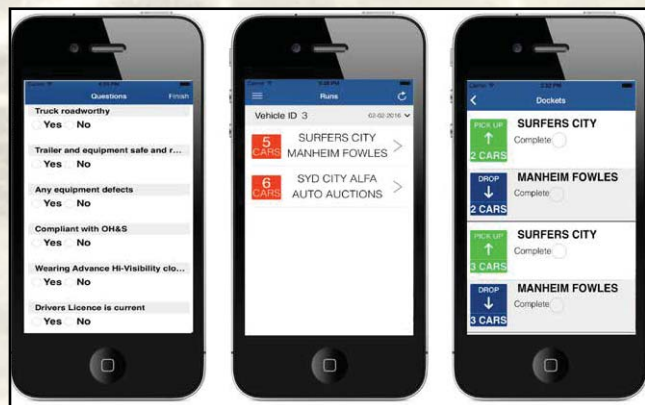 Questions
Finish
Truck roadworthy
Yes No
Trailer and equipment safe and r...
Yes No
Any equipment defects
Yes No
Compliant with OH&S
Yes No
Wearing Advance Hi-Visibility clo...
Yes No
Drivers Licence is current
Yes No
Runs
Vehicle ID 3
02-02-2016
5 CARS
SURFERS CITY
MANHEIM FOWLES
6 CARS
SYD CITY ALFA
AUTO AUCTIONS
Dockets
PICK UP
2 CARS
SURFERS CITY
Complete
DROP
2 CARS
MANHEIM FOWLES
Complete
PICK UP
3 CARS
SURFERS CITY
Complete
DROP
3 CARS
MANHEIM FOWLES
Complete